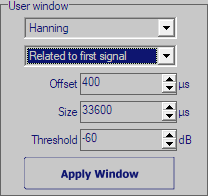 User window
Hanning
Related to first signal
Offset 400 µs
Size 33600 µs
Threshold -60 dB
Apply Window